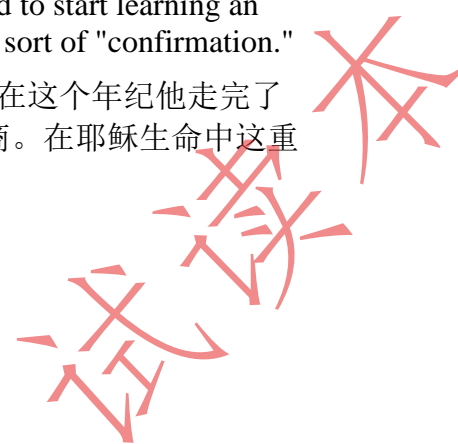 d to start learning an
sort of "confirmation."
在这个年纪他走完了
商。在耶稣生命中这重
试读本